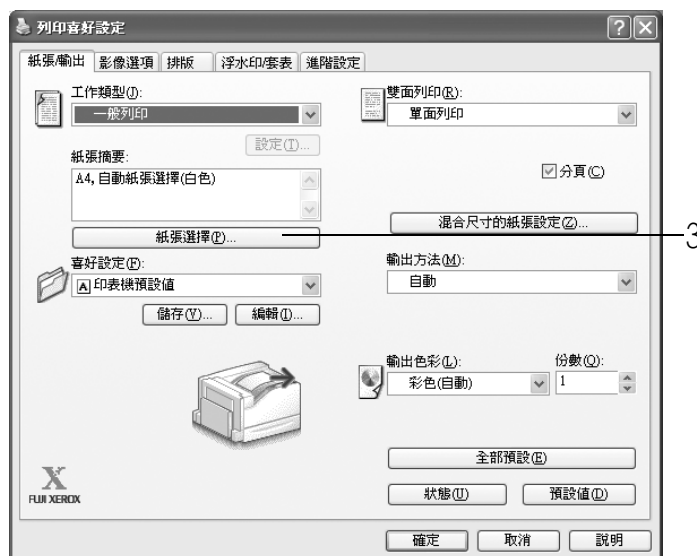 列印喜好設定
紙張/輸出 影像選項 排版 浮水印/套表 進階設定
工作類型(J):
一般列印
設定(T)...
紙張摘要:
A4, 自動紙張選擇(白色)
紙張選擇(P)...
喜好設定(F):
A 印表機預設值
儲存(V)... 編輯(I)...
雙面列印(R):
單面列印
分頁(C)
混合尺寸的紙張設定(Z)...
3
輸出方法(M):
自動
輸出色彩(L):
彩色(自動)
份數(O):
1
全部預設(E)
狀態(U) 預設值(D)
X
FUJI XEROX
確定 取消 說明